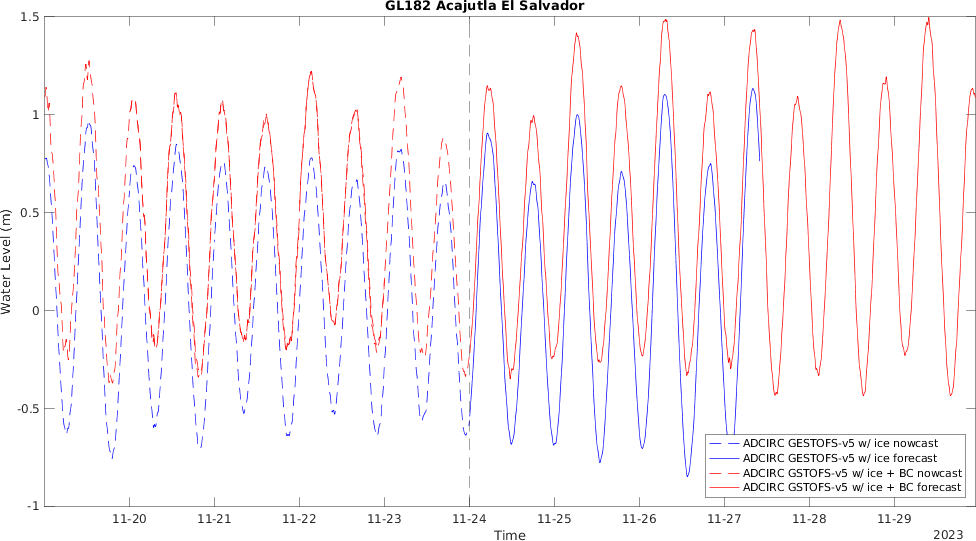 GL182 Acajutla El Salvador
1.5
1
0.5
0
-0.5
-1
Water Level (m)
ADCIRC GESTOFS-v5 w/ ice nowcast
ADCIRC GESTOFS-v5 w/ ice forecast
ADCIRC GSTOFS-v5 w/ ice + BC nowcast
ADCIRC GSTOFS-v5 w/ ice + BC forecast
11-20 11-21 11-22 11-23 11-24 11-25 11-26 11-27 11-28 11-29
Time
2023